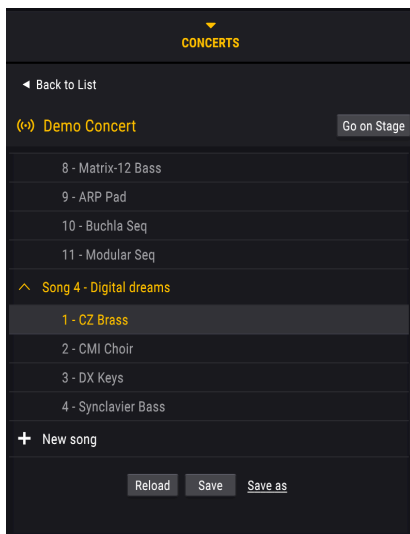 CONCERTS
Back to List
Demo Concert
Go on Stage
8 - Matrix-12 Bass
9 - ARP Pad
10 - Buchla Seq
11 - Modular Seq
Song 4 - Digital dreams
1 - CZ Brass
2 - CMI Choir
3 - DX Keys
4 - Synclavier Bass
New song
Reload Save Save as